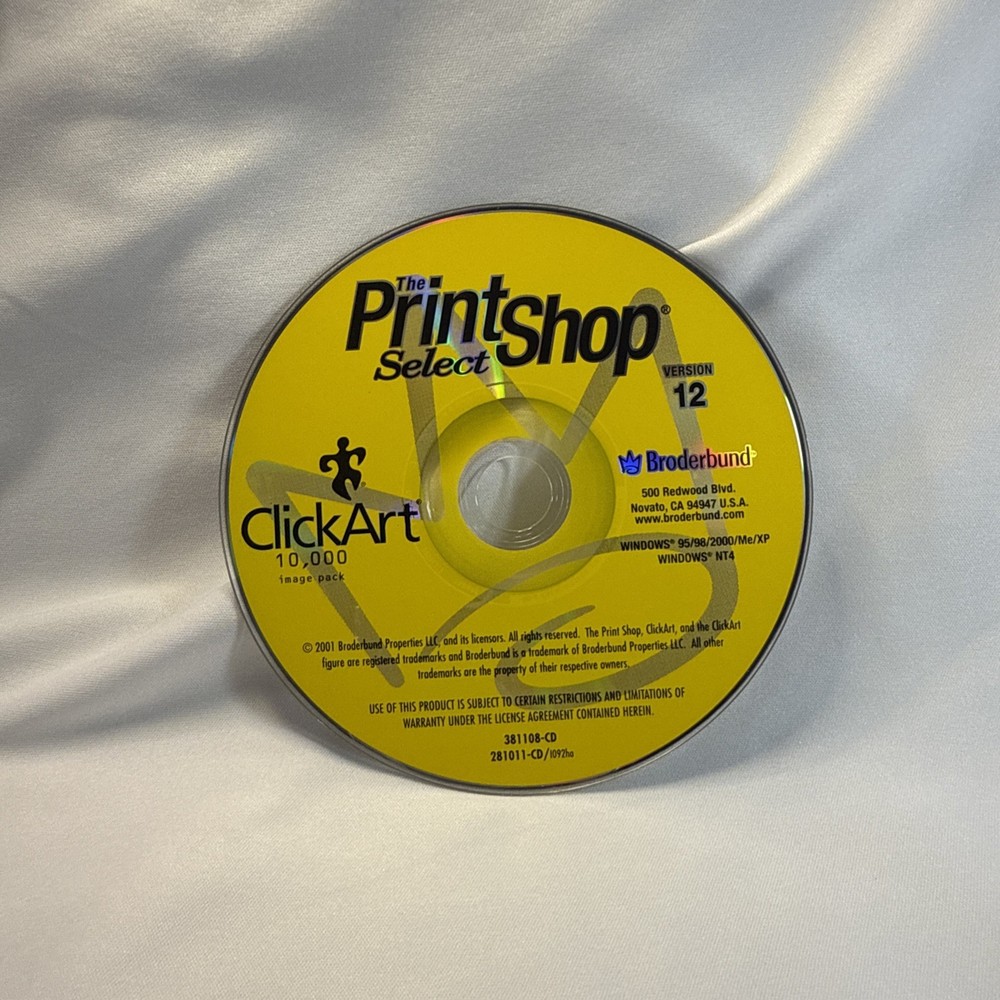 The
PrintShop®
Select
VERSION
12
ClickArt®
10,000
image pack
Broderbund®
500 Redwood Blvd.
Novato, CA 94947 U.S.A.
www.broderbund.com
WINDOWS® 95/98/2000/Me/XP
WINDOWS® NT4
© 2001 Broderbund Properties LLC, and its licensors. All rights reserved. The Print Shop, ClickArt, and the ClickArt
figure are registered trademarks and Broderbund is a trademark of Broderbund Properties LLC. All other
trademarks are the property of their respective owners.
USE OF THIS PRODUCT IS SUBJECT TO CERTAIN RESTRICTIONS AND LIMITATIONS OF
WARRANTY UNDER THE LICENSE AGREEMENT CONTAINED HEREIN.
381108-CD
281011-CD/1092ha